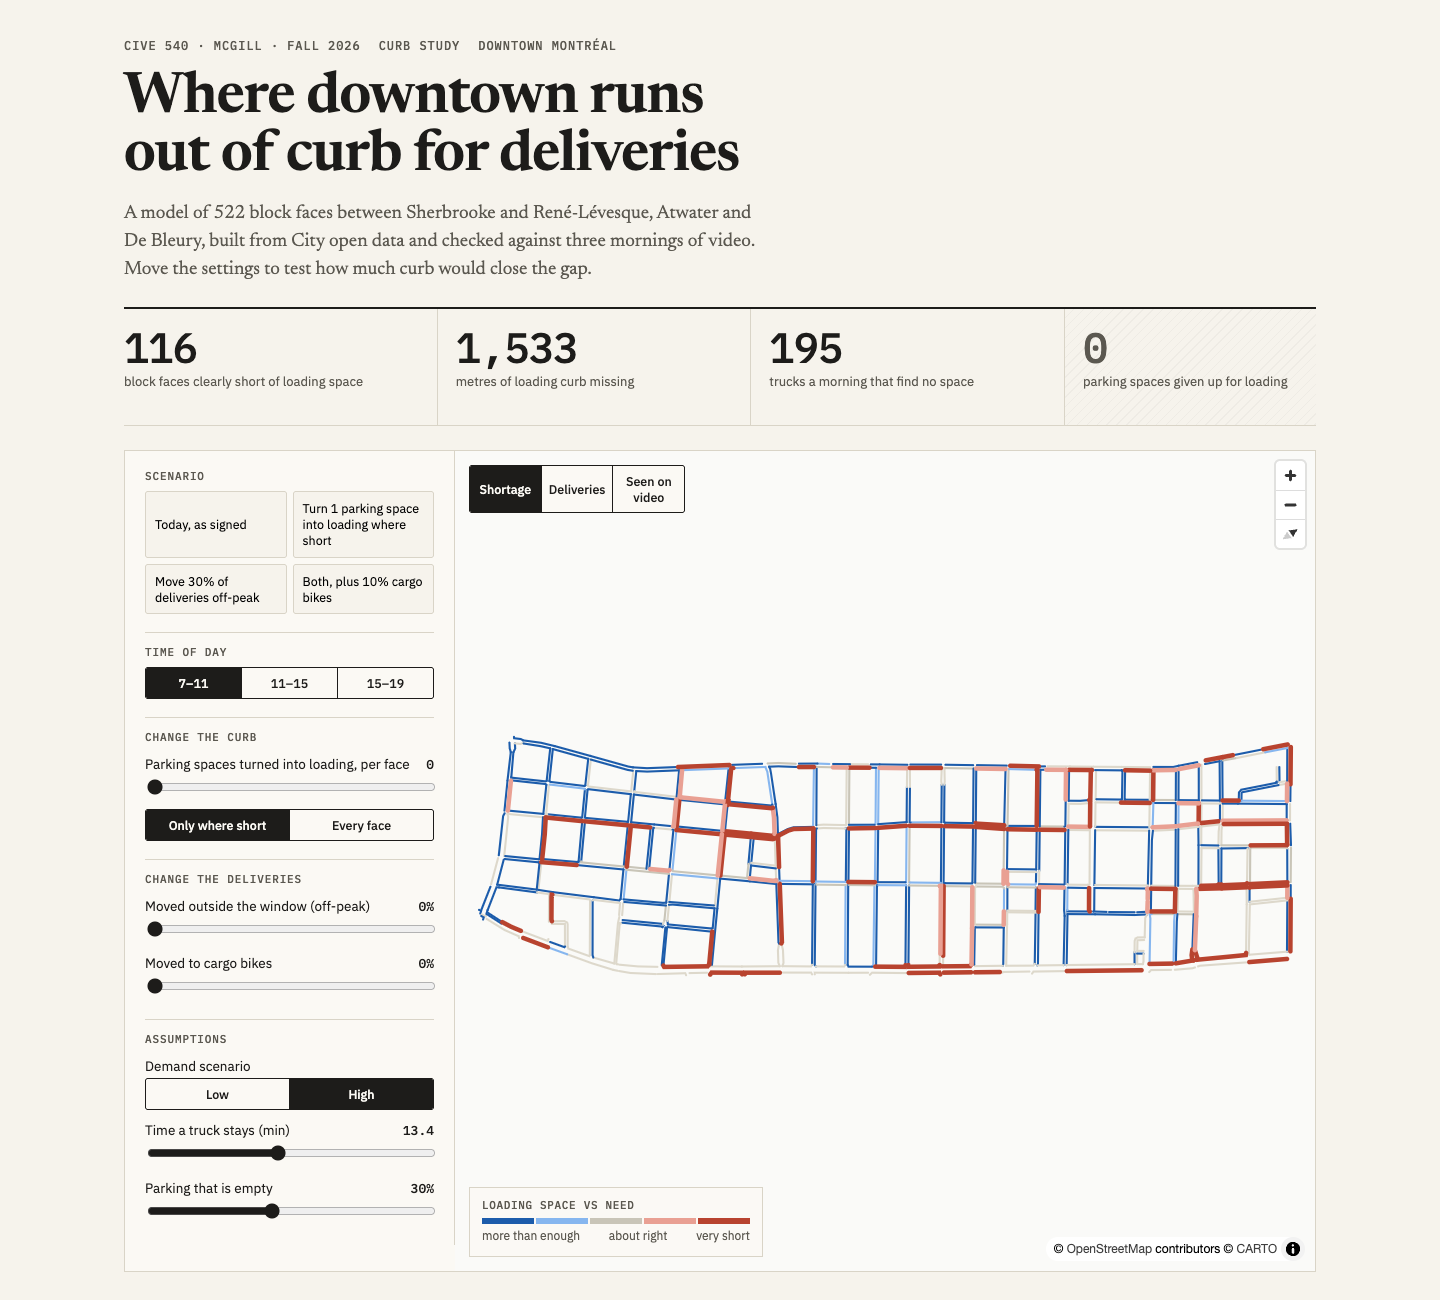 CIVE 540 · MCGILL · FALL 2026 CURB STUDY DOWNTOWN MONTRÉAL
Where downtown runs
out of curb for deliveries
A model of 522 block faces between Sherbrooke and René-Lévesque, Atwater and
De Bleury, built from City open data and checked against three mornings of video.
Move the settings to test how much curb would close the gap.
116
block faces clearly short of loading space
1,533
metres of loading curb missing
195
trucks a morning that find no space
0
parking spaces given up for loading
SCENARIO
Today, as signed
Turn 1 parking space
into loading where
short
Move 30% of
deliveries off-peak
Both, plus 10% cargo
bikes
TIME OF DAY
7–11
11–15
15–19
CHANGE THE CURB
Parking spaces turned into loading, per face 0
Only where short
Every face
CHANGE THE DELIVERIES
Moved outside the window (off-peak) 0%
Moved to cargo bikes 0%
ASSUMPTIONS
Demand scenario
Low
High
Time a truck stays (min) 13.4
Parking that is empty 30%
Shortage
Deliveries
Seen on
video
LOADING SPACE VS NEED
more than enough about right very short
© OpenStreetMap contributors © CARTO